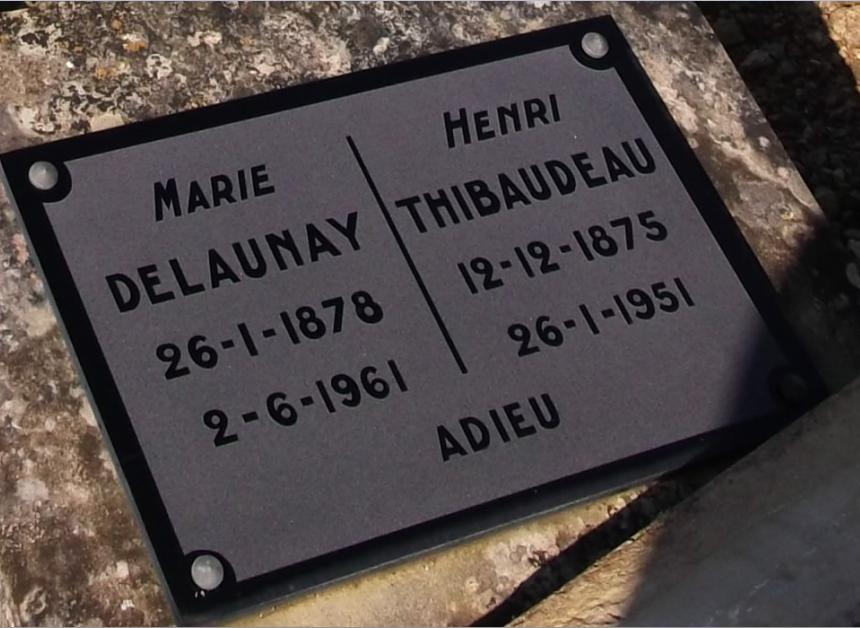 Marie
DELAUNAY
26-1-1878
2-6-1961
Henri
THIBAUDEAU
12-12-1875
26-1-1951
ADIEU